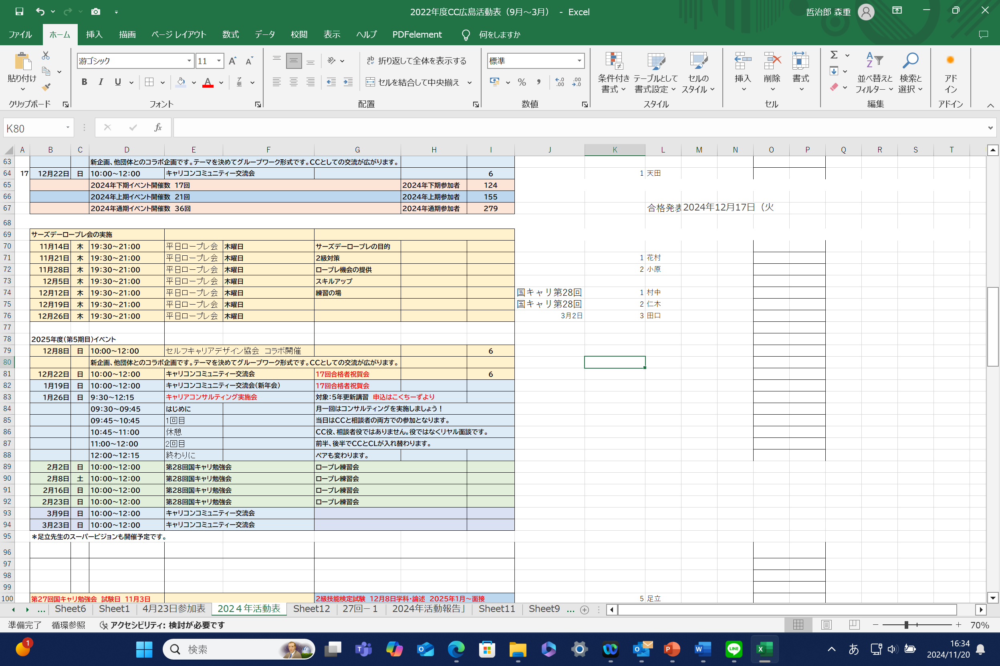 2022年度CC広島活動表（9月～3月） - Excel
哲治郎 森重
ファイル ホーム 挿入 描画 ページ レイアウト 数式 データ 校閲 表示 ヘルプ PDFelement 何をしますか
貼り付け
クリップボード
游ゴシック 11
B I U
フォント
折り返して全体を表示する
セルを結合して中央揃え
配置
標準
数値
条件付き書式 テーブルとして書式設定 セルのスタイル
スタイル
挿入 削除 書式
セル
並べ替えとフィルター 検索と選択
編集
アドイン
アドイン
K80
A B C D E F G H I J K L M N O P Q R S T
63 新企画、他団体とのコラボ企画です。テーマを決めてグループワーク形式です。CCとしての交流が広がります。
64 17 12月22日 日 10:00～12:00 キャリコンコミュニティー交流会 6 1 天田
65 2024年下期イベント開催数 17回 2024年下期参加者 124
66 2024年上期イベント開催数 21回 2024年上期参加者 155
67 2024年通期イベント開催数 36回 2024年通期参加者 279 合格発表 2024年12月17日（火
68
69 サーズデーロープレ会の実施
70 11月14日 木 19:30～21;00 平日ロープレ会 木曜日 サーズデーロープレの目的
71 11月21日 木 19:30～21;00 平日ロープレ会 木曜日 2級対策 1 花村
72 11月28日 木 19:30～21;00 平日ロープレ会 木曜日 ロープレ機会の提供 2 小原
73 12月5日 木 19:30～21;00 平日ロープレ会 木曜日 スキルアップ
74 12月12日 木 19:30～21;00 平日ロープレ会 木曜日 練習の場 国キャリ第28回 1 村中
75 12月19日 木 19:30～21;00 平日ロープレ会 木曜日 国キャリ第28回 2 仁木
76 12月26日 木 19:30～21;00 平日ロープレ会 木曜日 3月2日 3 田口
77
78 2025年度(第5期目)イベント
79 12月8日 日 10:00～12:00 セルフキャリアデザイン協会 コラボ開催 6
80 新企画、他団体とのコラボ企画です。テーマを決めてグループワーク形式です。CCとしての交流が広がります。
81 12月22日 日 10:00～12:00 キャリコンコミュニティー交流会 17回合格者祝賀会 6
82 1月19日 日 10:00～12:00 キャリコンコミュニティー交流会(新年会) 17回合格者祝賀会
83 1月26日 日 9:30～12:15 キャリアコンサルティング実施会 対象:5年更新講習 申込はこくちーずより
84 09:30～09:45 はじめに 月一回はコンサルティングを実施しましょう！
85 09:45～10:45 1回目 当日はCCと相談者の両方での参加となります。
86 10:45～11:00 休憩 CC役、相談者役ではありません。役ではなくリヤル面談です。
87 11:00～12:00 2回目 前半、後半でCCとCLが入れ替わります。
88 12:00～12:15 終わりに ペアも変わります。
89 2月2日 日 10:00～12:00 第28回国キャリ勉強会 ロープレ練習会
90 2月8日 土 10:00～12:00 第28回国キャリ勉強会 ロープレ練習会
91 2月16日 日 10:00～12:00 第28回国キャリ勉強会 ロープレ練習会
92 2月23日 日 10:00～12:00 第28回国キャリ勉強会 ロープレ練習会
93 3月9日 日 10:00～12:00 キャリコンコミュニティー交流会
94 3月23日 日 10:00～12:00 キャリコンコミュニティー交流会
95 ＊足立先生のスーパービジョンも開催予定です。
96
97
98
99
100 第27回国キャリ勉強会 試験日 11月3日 2級技能検定試験 12月8日学科・論述 2025年1月～面接 5 足立
... Sheet6 Sheet1 4月23日参加表 202４年活動表 Sheet12 27回－１ 2024年活動報告」 Sheet11 Sheet9 ...
準備完了 循環参照 アクセシビリティ: 検討が必要です 70%
1 検索 あ 16:34
2024/11/20